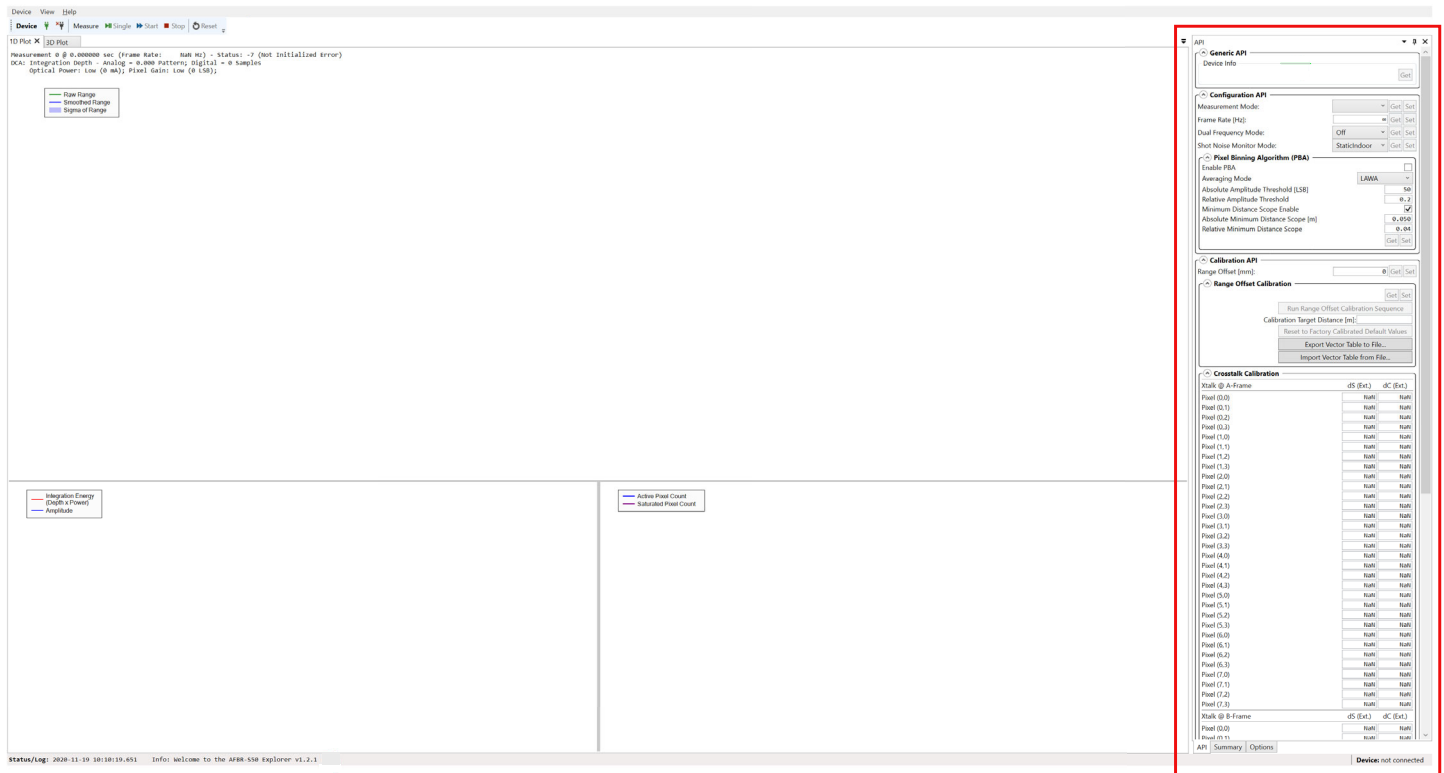 Device View Help
Device Measure Single Start Stop Reset
1D Plot 3D Plot
Measurement 0 @ 0.000000 sec (Frame Rate: NaN Hz) - Status: -7 (Not Initialized Error)
DCA: Integration Depth - Analog = 0.000 Pattern; Digital = 0 Samples
Optical Power: Low (0 mA); Pixel Gain: Low (0 LSB);
Raw Range
Smoothed Range
Sigma of Range
Integration Energy
(Depth x Power)
Amplitude
Active Pixel Count
Saturated Pixel Count
API
Generic API
Device Info
Get
Configuration API
Measurement Mode: Get Set
Frame Rate [Hz]: ∞ Get Set
Dual Frequency Mode: Off Get Set
Shot Noise Monitor Mode: StaticIndoor Get Set
Pixel Binning Algorithm (PBA)
Enable PBA
Averaging Mode LAWA
Absolute Amplitude Threshold [LSB] 50
Relative Amplitude Threshold 0.2
Minimum Distance Scope Enable
Absolute Minimum Distance Scope [m] 0.050
Relative Minimum Distance Scope 0.04
Get Set
Calibration API
Range Offset [mm]: 0 Get Set
Range Offset Calibration
Get Set
Run Range Offset Calibration Sequence
Calibration Target Distance [m]:
Reset to Factory Calibrated Default Values
Export Vector Table to File...
Import Vector Table from File...
Crosstalk Calibration
Xtalk @ A-Frame dS (Ext.) dC (Ext.)
Pixel (0,0) NaN NaN
Pixel (0,1) NaN NaN
Pixel (0,2) NaN NaN
Pixel (0,3) NaN NaN
Pixel (1,0) NaN NaN
Pixel (1,1) NaN NaN
Pixel (1,2) NaN NaN
Pixel (1,3) NaN NaN
Pixel (2,0) NaN NaN
Pixel (2,1) NaN NaN
Pixel (2,2) NaN NaN
Pixel (2,3) NaN NaN
Pixel (3,0) NaN NaN
Pixel (3,1) NaN NaN
Pixel (3,2) NaN NaN
Pixel (3,3) NaN NaN
Pixel (4,0) NaN NaN
Pixel (4,1) NaN NaN
Pixel (4,2) NaN NaN
Pixel (4,3) NaN NaN
Pixel (5,0) NaN NaN
Pixel (5,1) NaN NaN
Pixel (5,2) NaN NaN
Pixel (5,3) NaN NaN
Pixel (6,0) NaN NaN
Pixel (6,1) NaN NaN
Pixel (6,2) NaN NaN
Pixel (6,3) NaN NaN
Pixel (7,0) NaN NaN
Pixel (7,1) NaN NaN
Pixel (7,2) NaN NaN
Pixel (7,3) NaN NaN
Xtalk @ B-Frame dS (Ext.) dC (Ext.)
Pixel (0,0) NaN NaN
Pixel (0,1) NaN NaN
API Summary Options
Status/Log: 2020-11-19 10:10:19.651 Info: Welcome to the AFBR-S50 Explorer v1.2.1
Device: not connected